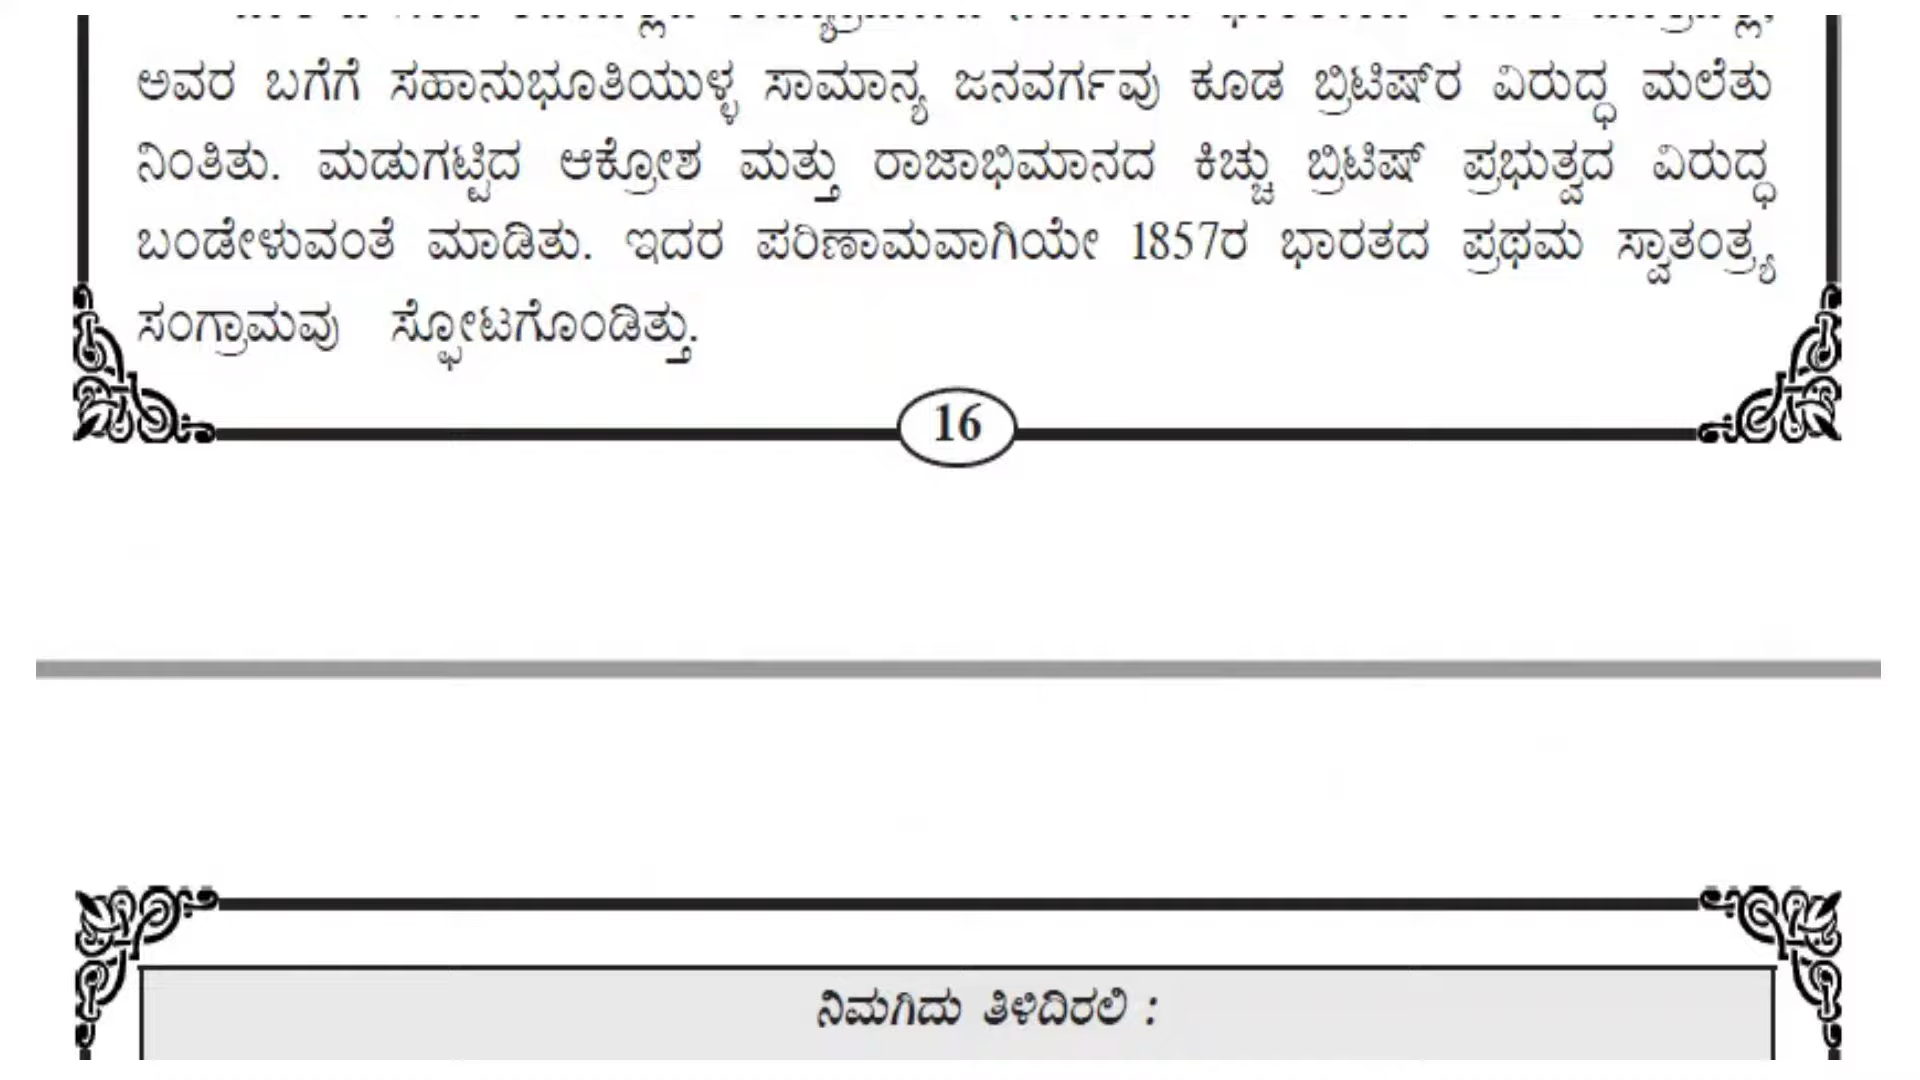 ಅವರ ಬಗೆಗೆ ಸಹಾನುಭೂತಿಯುಳ್ಳ ಸಾಮಾನ್ಯ ಜನವರ್ಗವು ಕೂಡ ಬ್ರಿಟಿಷ್‌ರ ವಿರುದ್ಧ ಮಲೆತು
ನಿಂತಿತು. ಮಡುಗಟ್ಟಿದ ಆಕ್ರೋಶ ಮತ್ತು ರಾಜಾಭಿಮಾನದ ಕಿಚ್ಚು ಬ್ರಿಟಿಷ್ ಪ್ರಭುತ್ವದ ವಿರುದ್ಧ
ಬಂಡೇಳುವಂತೆ ಮಾಡಿತು. ಇದರ ಪರಿಣಾಮವಾಗಿಯೇ 1857ರ ಭಾರತದ ಪ್ರಥಮ ಸ್ವಾತಂತ್ರ್ಯ
ಸಂಗ್ರಾಮವು ಸ್ಫೋಟಗೊಂಡಿತ್ತು.
16
ನಿಮಗಿದು ತಿಳಿದಿರಲಿ :